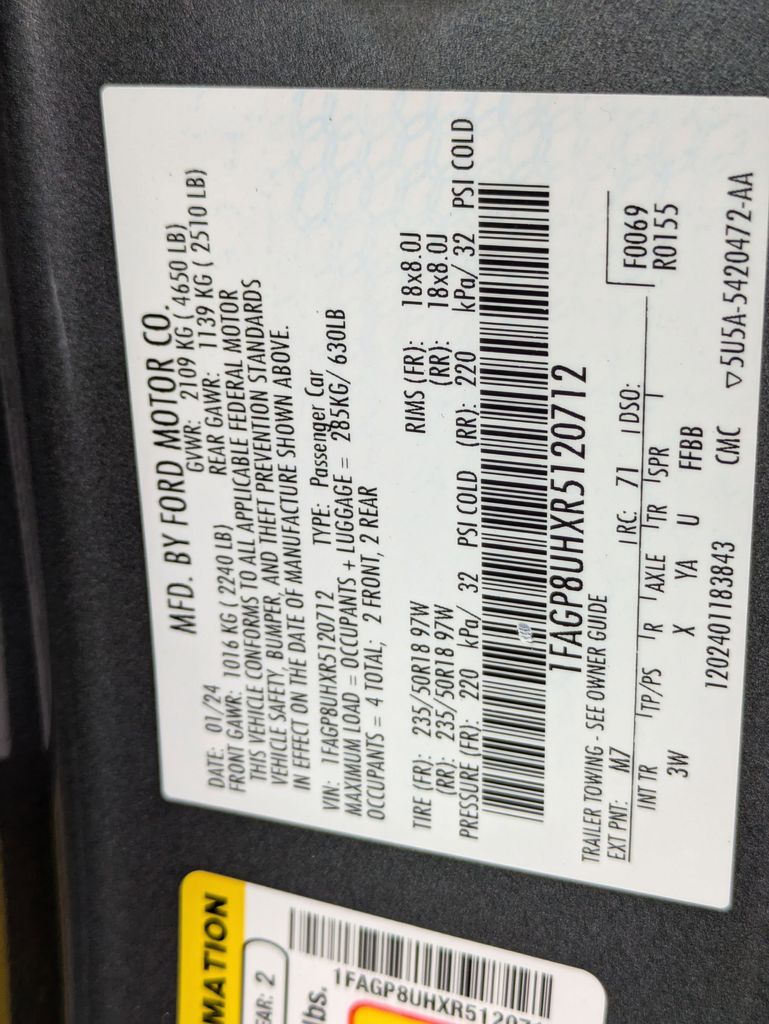 MFD. BY FORD MOTOR CO.
DATE: 01/24 GVWR: 2109 KG ( 4650 LB)
FRONT GAWR: 1016 KG ( 2240 LB) REAR GAWR: 1139 KG ( 2510 LB)
THIS VEHICLE CONFORMS TO ALL APPLICABLE FEDERAL MOTOR
VEHICLE SAFETY, BUMPER, AND THEFT PREVENTION STANDARDS
IN EFFECT ON THE DATE OF MANUFACTURE SHOWN ABOVE.
VIN: 1FAGP8UHXR5120712 TYPE: Passenger Car
MAXIMUM LOAD = OCCUPANTS + LUGGAGE = 285KG/ 630LB
OCCUPANTS = 4 TOTAL; 2 FRONT, 2 REAR
TIRE (FR): 235/50R18 97W RIMS (FR): 18x8.0J
(RR): 235/50R18 97W (RR): 18x8.0J
PRESSURE (FR): 220 kPa/ 32 PSI COLD (RR): 220 kPa/ 32 PSI COLD
1FAGP8UHXR5120712
TRAILER TOWING - SEE OWNER GUIDE
EXT PNT: M7 RC: 71 DSO: F0069
R0155
INT TR TP/PS R AXLE TR SPR
3W X YA U FFBB
1202401183843 CMC ▽5U5A-5420472-AA
MATION
EAR: 2
lbs.
1FAGP8UHXR512071